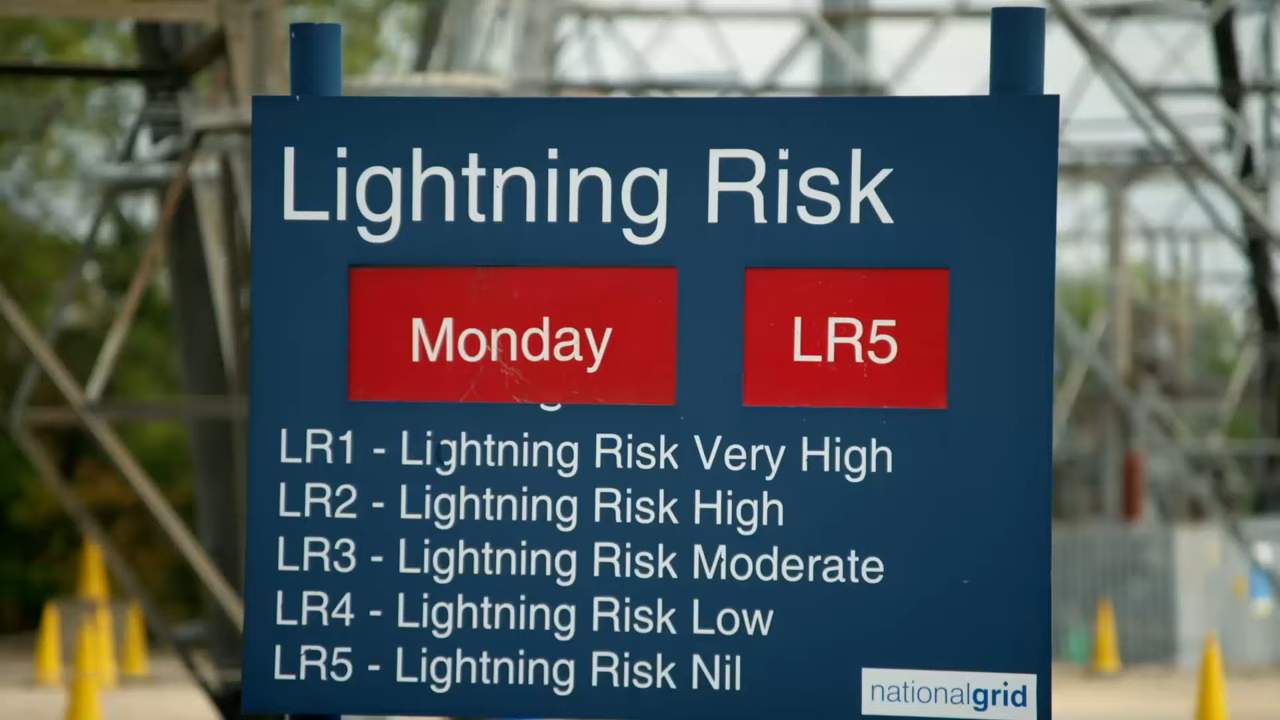 Lightning Risk
Monday LR5
LR1 - Lightning Risk Very High
LR2 - Lightning Risk High
LR3 - Lightning Risk Moderate
LR4 - Lightning Risk Low
LR5 - Lightning Risk Nil
nationalgrid